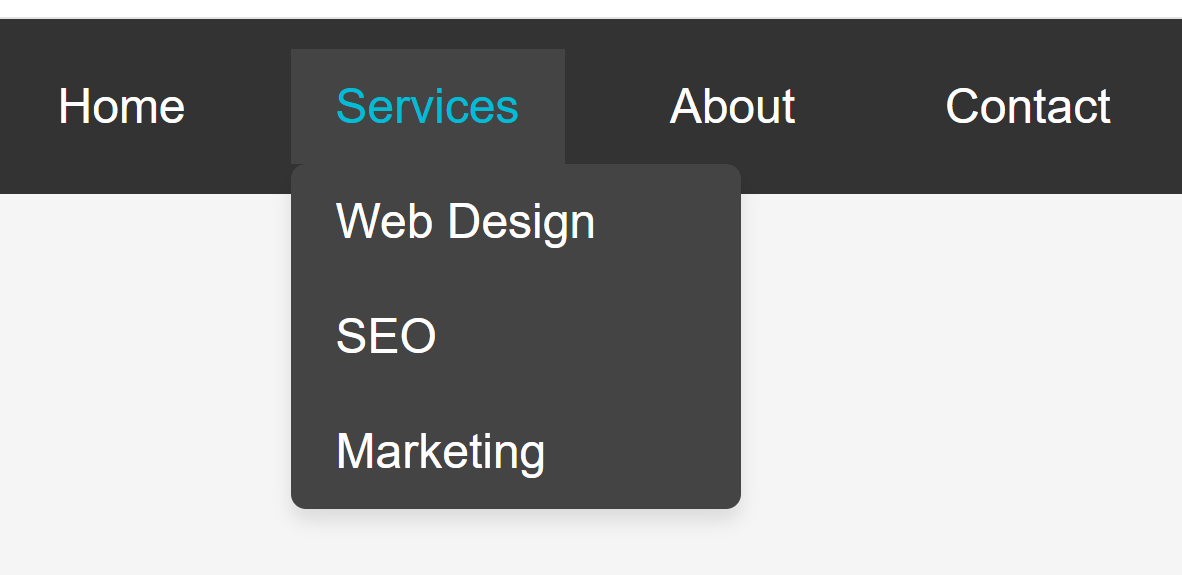 Home Services About Contact
Web Design
SEO
Marketing